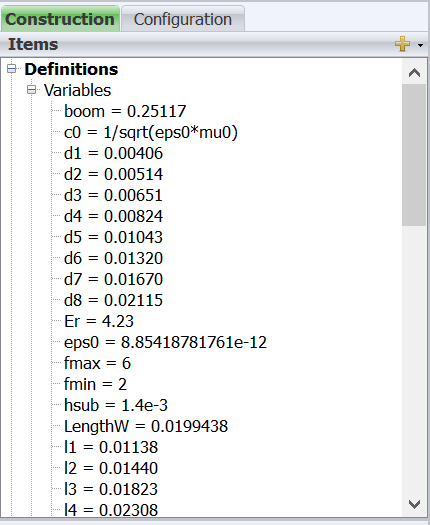 Construction Configuration
Items
Definitions
Variables
boom = 0.25117
c0 = 1/sqrt(eps0*mu0)
d1 = 0.00406
d2 = 0.00514
d3 = 0.00651
d4 = 0.00824
d5 = 0.01043
d6 = 0.01320
d7 = 0.01670
d8 = 0.02115
Er = 4.23
eps0 = 8.85418781761e-12
fmax = 6
fmin = 2
hsub = 1.4e-3
LengthW = 0.0199438
l1 = 0.01138
l2 = 0.01440
l3 = 0.01823
l4 = 0.02308